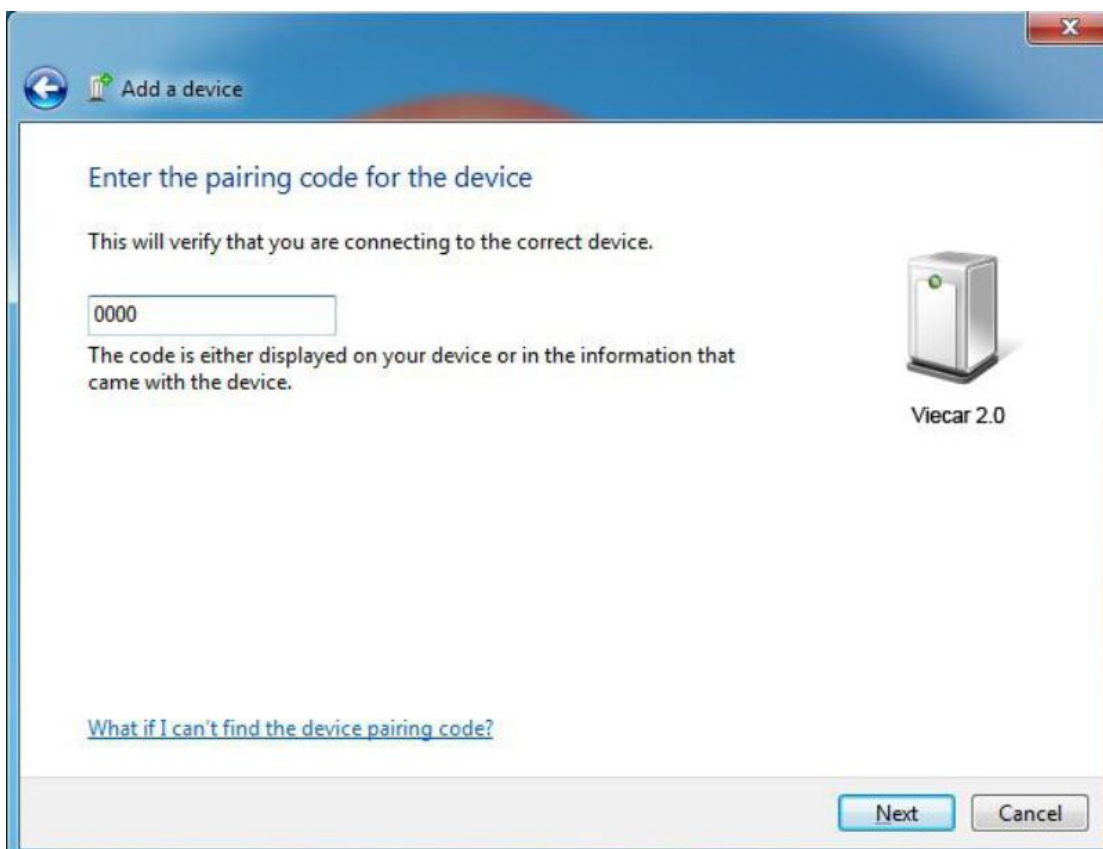 Add a device
Enter the pairing code for the device
This will verify that you are connecting to the correct device.
0000
The code is either displayed on your device or in the information that
came with the device.
Viecar 2.0
What if I can't find the device pairing code?
Next
Cancel